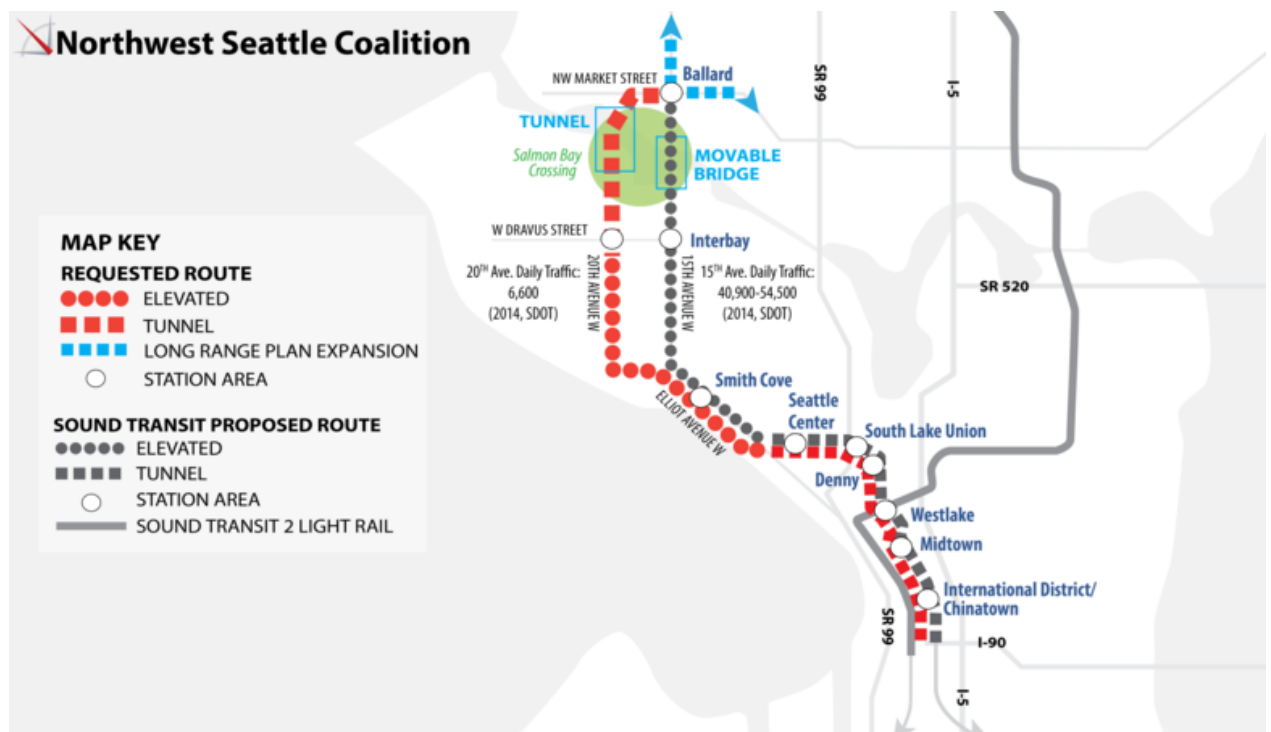 Northwest Seattle Coalition
NW MARKET STREET
Ballard
SR 99
I-5
TUNNEL
Salmon Bay
Crossing
MOVABLE
BRIDGE
W DRAVUS STREET
Interbay
20TH Ave. Daily Traffic:
6,600
(2014, SDOT)
20TH AVENUE W
15TH AVENUE W
15TH Ave. Daily Traffic:
40,900-54,500
(2014, SDOT)
SR 520
MAP KEY
REQUESTED ROUTE
ELEVATED
TUNNEL
LONG RANGE PLAN EXPANSION
STATION AREA
SOUND TRANSIT PROPOSED ROUTE
ELEVATED
TUNNEL
STATION AREA
SOUND TRANSIT 2 LIGHT RAIL
Smith Cove
ELLIOT AVENUE W
Seattle
Center
South Lake Union
Denny
Westlake
Midtown
International District/
Chinatown
SR 99
I-90
I-5